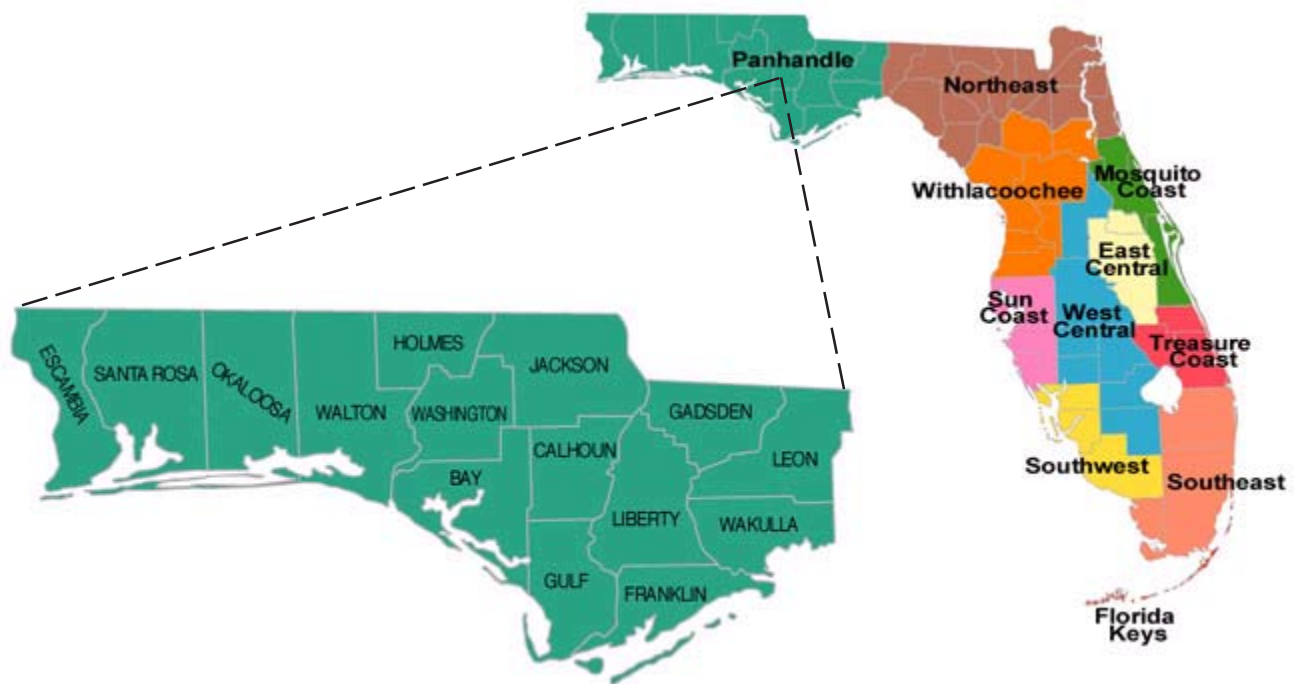 Panhandle
Northeast
Mosquito
Coast
Withlacoochee
East
Central
Sun
Coast
West
Central
Treasure
Coast
Southwest
Southeast
Florida
Keys
ESCAMBIA
SANTA ROSA
OKALOOSA
WALTON
HOLMES
WASHINGTON
JACKSON
BAY
CALHOUN
GULF
LIBERTY
GADSDEN
LEON
WAKULLA
FRANKLIN